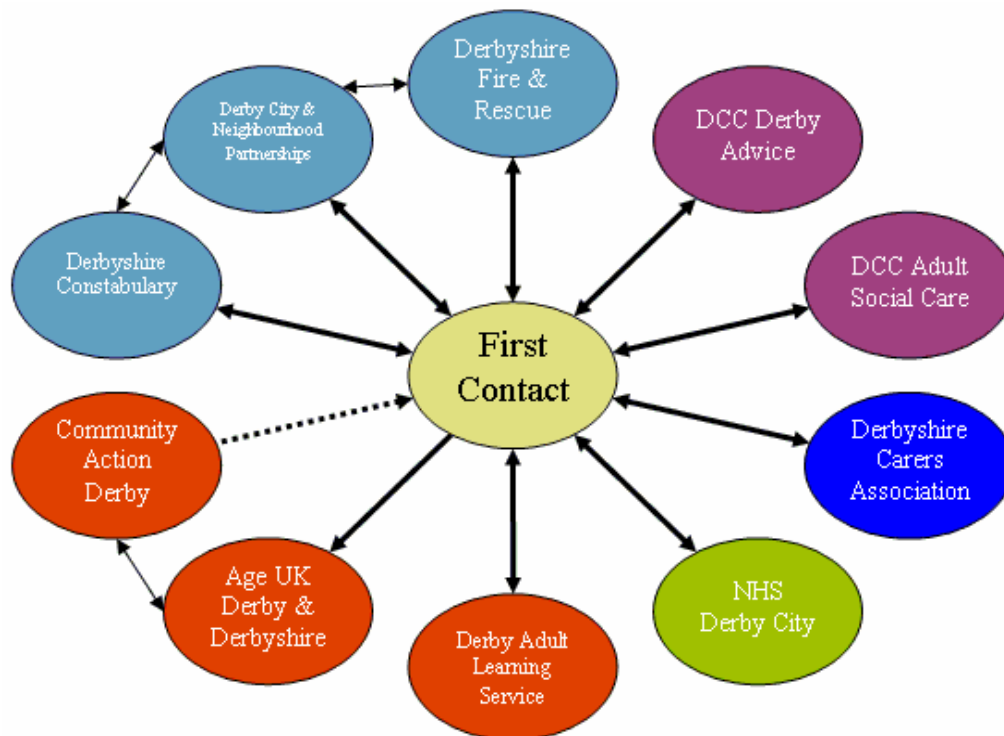 Derbyshire
Fire &
Rescue
Derby City &
Neighbourhood
Partnerships
DCC Derby
Advice
Derbyshire
Constabulary
DCC Adult
Social Care
First
Contact
Community
Action
Derby
Derbyshire
Carers
Association
Age UK
Derby &
Derbyshire
Derby Adult
Learning
Service
NHS
Derby City